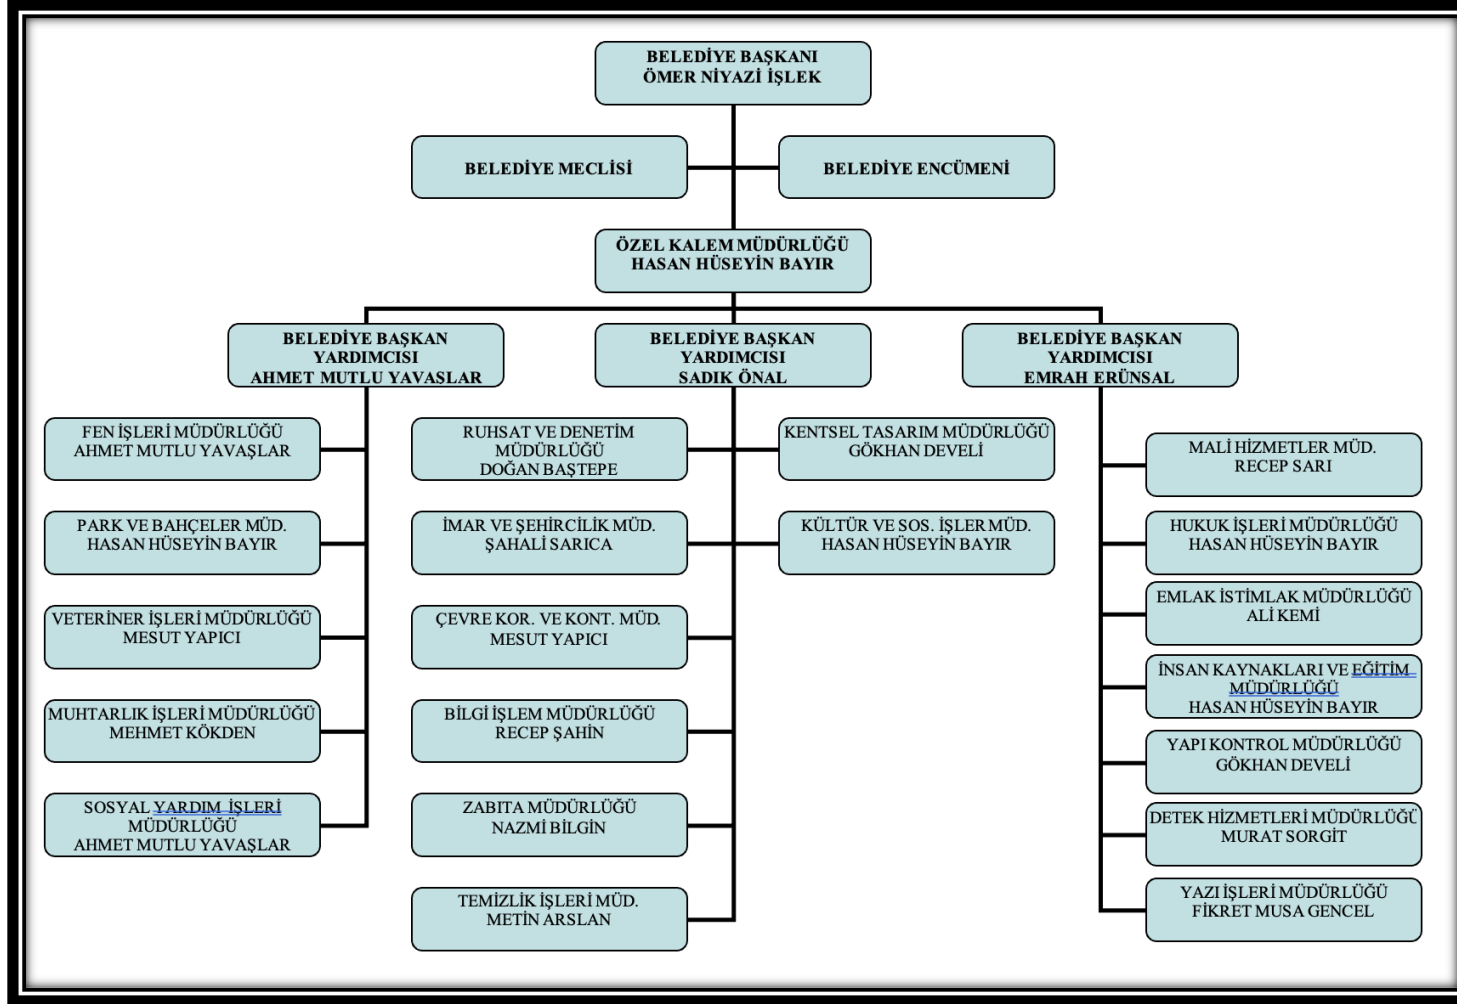 BELEDİYE BAŞKANI
ÖMER NİYAZİ İŞLEK
BELEDİYE MECLİSİ
BELEDİYE ENCÜMENİ
ÖZEL KALEM MÜDÜRLÜĞÜ
HASAN HÜSEYİN BAYIR
BELEDİYE BAŞKAN
YARDIMCISI
AHMET MUTLU YAVAŞLAR
BELEDİYE BAŞKAN
YARDIMCISI
SADIK ÖNAL
BELEDİYE BAŞKAN
YARDIMCISI
EMRAH ERÜNSAL
FEN İŞLERİ MÜDÜRLÜĞÜ
AHMET MUTLU YAVAŞLAR
PARK VE BAHÇELER MÜD.
HASAN HÜSEYİN BAYIR
VETERİNER İŞLERİ MÜDÜRLÜĞÜ
MESUT YAPICI
MUHTARLIK İŞLERİ MÜDÜRLÜĞÜ
MEHMET KÖKDEN
SOSYAL YARDIM İŞLERİ
MÜDÜRLÜĞÜ
AHMET MUTLU YAVAŞLAR
RUHSAT VE DENETİM
MÜDÜRLÜĞÜ
DOĞAN BAŞTEPE
İMAR VE ŞEHİRCİLİK MÜD.
ŞAHALİ SARICA
ÇEVRE KOR. VE KONT. MÜD.
MESUT YAPICI
BİLGİ İŞLEM MÜDÜRLÜĞÜ
RECEP ŞAHİN
ZABITA MÜDÜRLÜĞÜ
NAZMİ BİLGİN
TEMİZLİK İŞLERİ MÜD.
METİN ARSLAN
KENTSEL TASARIM MÜDÜRLÜĞÜ
GÖKHAN DEVELİ
KÜLTÜR VE SOS. İŞLER MÜD.
HASAN HÜSEYİN BAYIR
MALİ HİZMETLER MÜD.
RECEP SARI
HUKUK İŞLERİ MÜDÜRLÜĞÜ
HASAN HÜSEYİN BAYIR
EMLAK İSTİMLAK MÜDÜRLÜĞÜ
ALİ KEMİ
İNSAN KAYNAKLARI VE EĞİTİM
MÜDÜRLÜĞÜ
HASAN HÜSEYİN BAYIR
YAPI KONTROL MÜDÜRLÜĞÜ
GÖKHAN DEVELİ
DETEK HİZMETLERİ MÜDÜRLÜĞÜ
MURAT SORGİT
YAZI İŞLERİ MÜDÜRLÜĞÜ
FİKRET MUSA GENCEL